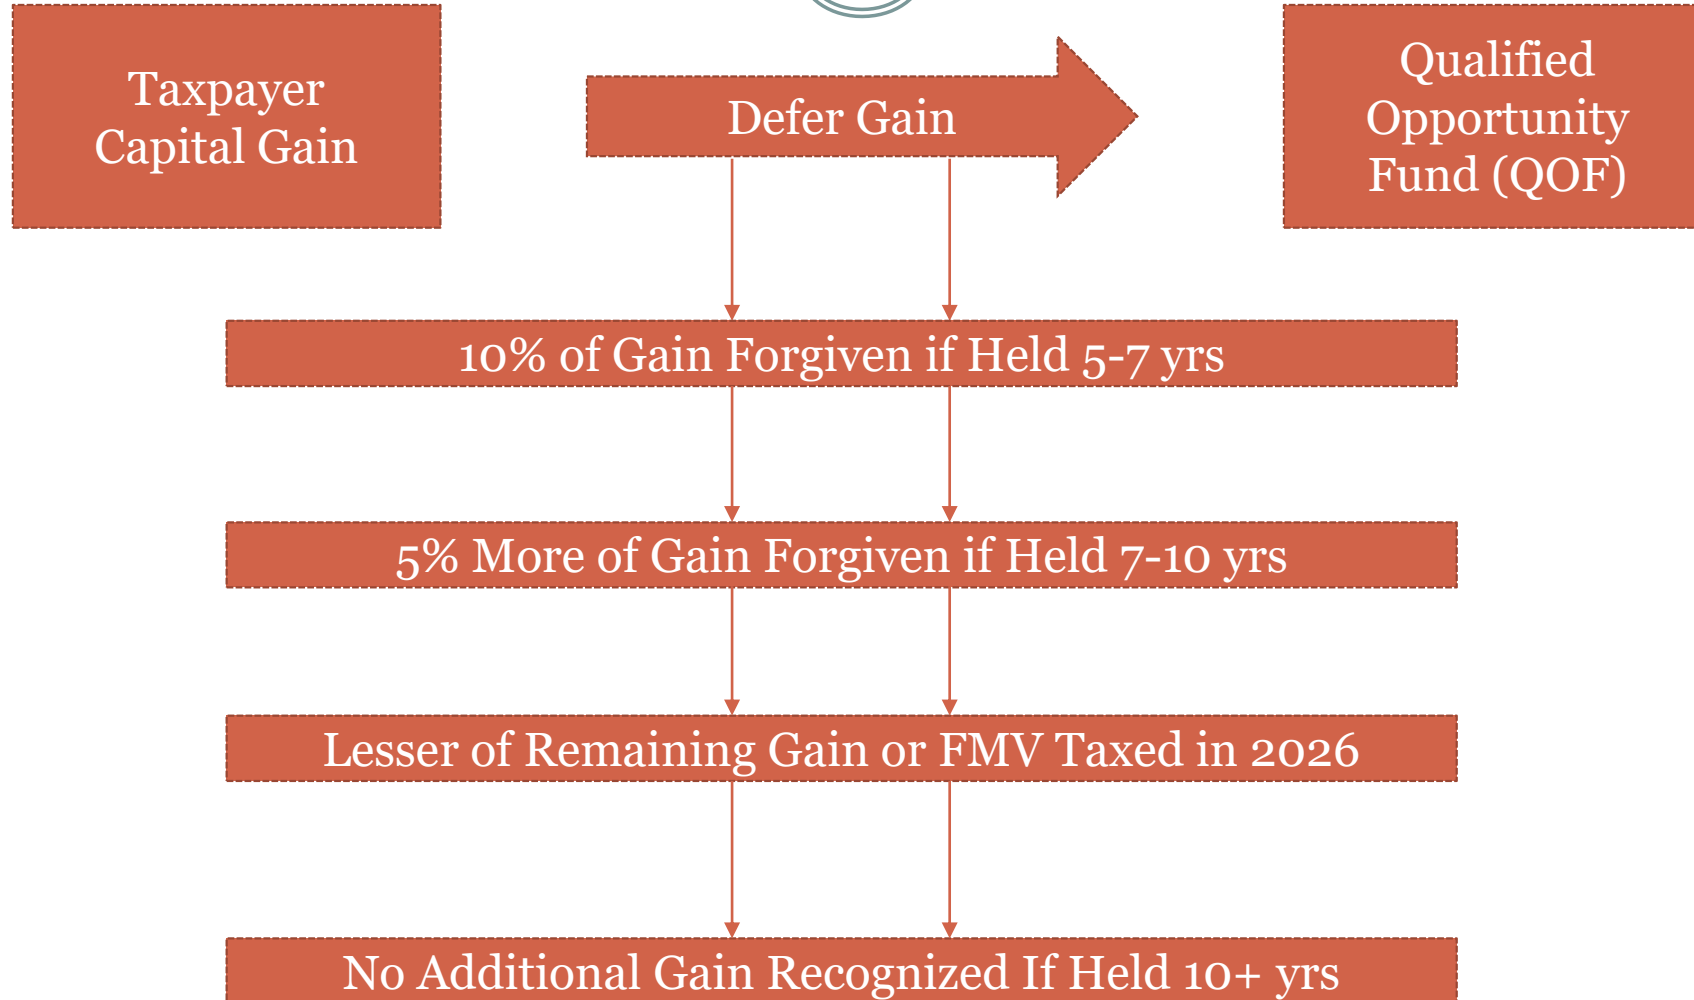 Taxpayer
Capital Gain
Defer Gain
Qualified
Opportunity
Fund (QOF)
10% of Gain Forgiven if Held 5-7 yrs
5% More of Gain Forgiven if Held 7-10 yrs
Lesser of Remaining Gain or FMV Taxed in 2026
No Additional Gain Recognized If Held 10+ yrs